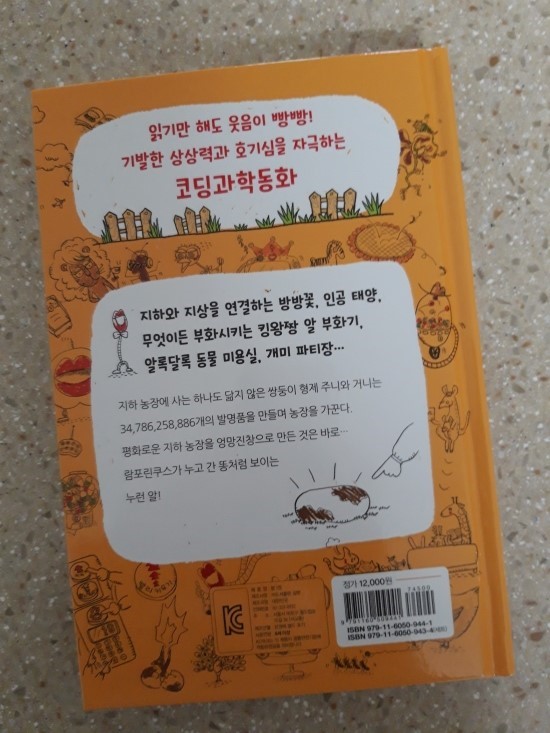 읽기만 해도 웃음이 빵빵!
기발한 상상력과 호기심을 자극하는
코딩과학동화
지하와 지상을 연결하는 방방꽃, 인공 태양,
무엇이든 부화시키는 킹왕짱 알 부화기,
알록달록 동물 미용실, 개미 파티장…
지하 농장에 사는 하나도 닮지 않은 쌍둥이 형제 주니와 거니는
34,786,258,886개의 발명품을 만들며 농장을 가꾼다.
평화로운 지하 농장을 엉망진창으로 만든 것은 바로…
람포린쿠스가 누고 간 똥처럼 보이는
누런 알!
정가 12,000원
74500
9 791160 509441
ISBN 979-11-6050-944-1
ISBN 979-11-6050-943-4(세트)